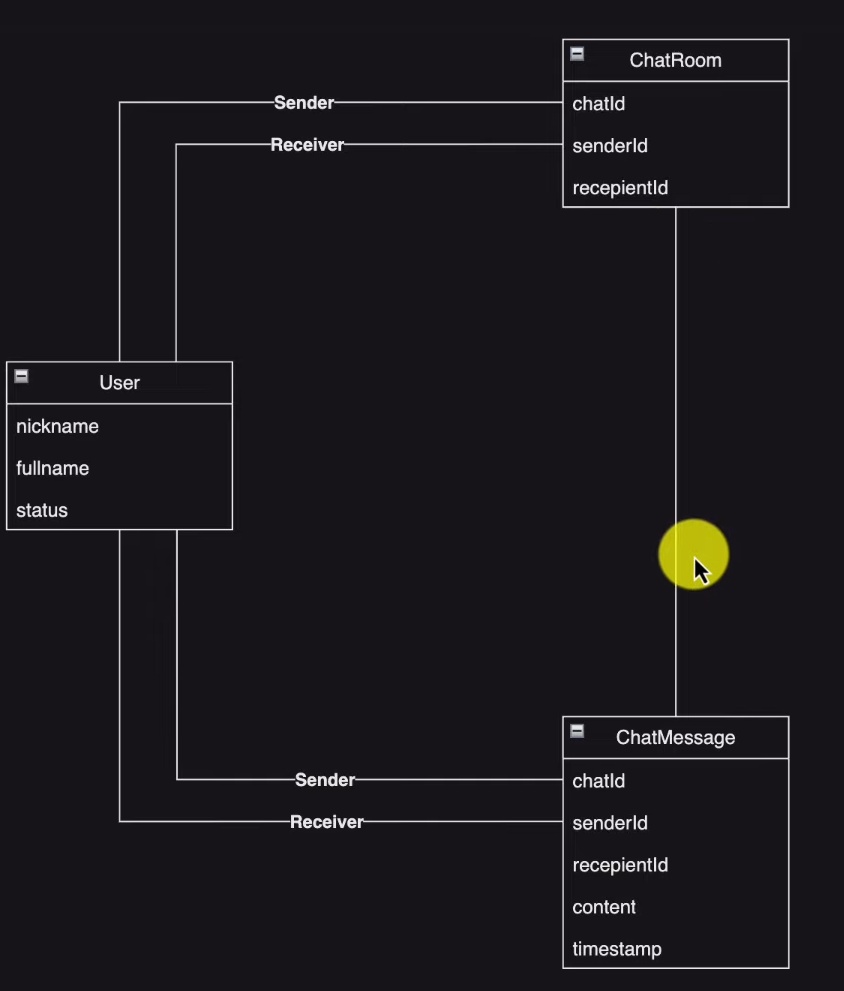 ChatRoom
Sender
chatId
Receiver
senderId
recepientId
User
nickname
fullname
status
ChatMessage
Sender
chatId
Receiver
senderId
recepientId
content
timestamp